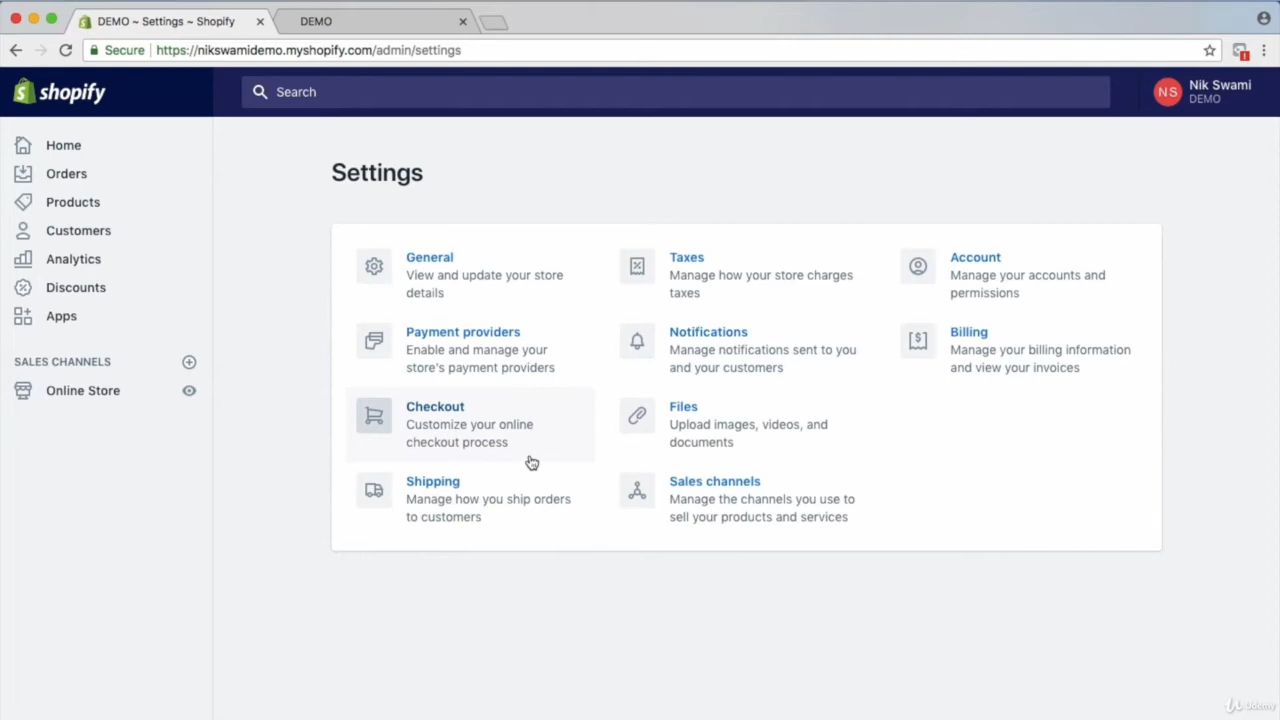 DEMO ~ Settings ~ Shopify
DEMO
Secure
https://nikswamidemo.myshopify.com/admin/settings
shopify
Search
NS
Nik Swami
DEMO
Home
Orders
Products
Customers
Analytics
Discounts
Apps
SALES CHANNELS
Online Store
Settings
General
View and update your store
details
Taxes
Manage how your store charges
taxes
Account
Manage your accounts and
permissions
Payment providers
Enable and manage your
store's payment providers
Notifications
Manage notifications sent to you
and your customers
Billing
Manage your billing information
and view your invoices
Checkout
Customize your online
checkout process
Files
Upload images, videos, and
documents
Shipping
Manage how you ship orders
to customers
Sales channels
Manage the channels you use to
sell your products and services
Udemy